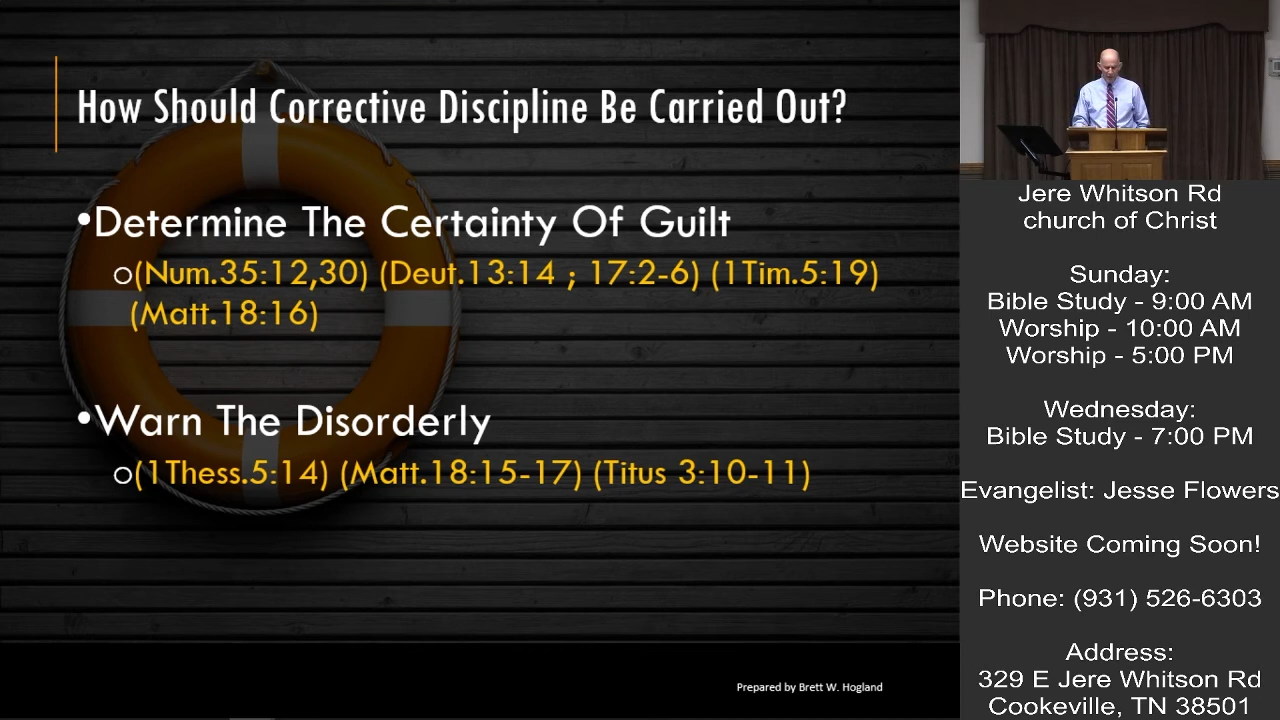 How Should Corrective Discipline Be Carried Out?
•Determine The Certainty Of Guilt
o(Num.35:12,30) (Deut.13:14 ; 17:2-6) (1Tim.5:19)
(Matt.18:16)
•Warn The Disorderly
o(1Thess.5:14) (Matt.18:15-17) (Titus 3:10-11)
Prepared by Brett W. Hogland
Jere Whitson Rd
church of Christ
Sunday:
Bible Study - 9:00 AM
Worship - 10:00 AM
Worship - 5:00 PM
Wednesday:
Bible Study - 7:00 PM
Evangelist: Jesse Flowers
Website Coming Soon!
Phone: (931) 526-6303
Address:
329 E Jere Whitson Rd
Cookeville, TN 38501